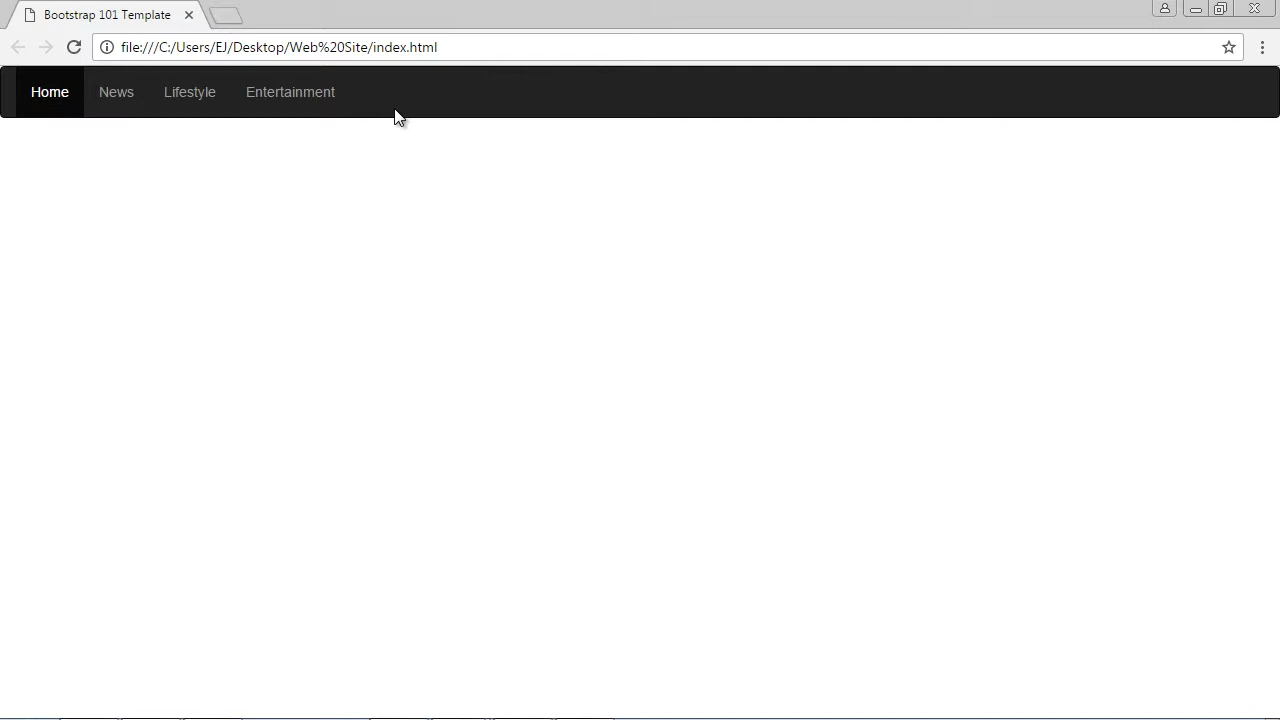 Bootstrap 101 Template
file:///C:/Users/EJ/Desktop/Web%20Site/index.html
Home News Lifestyle Entertainment